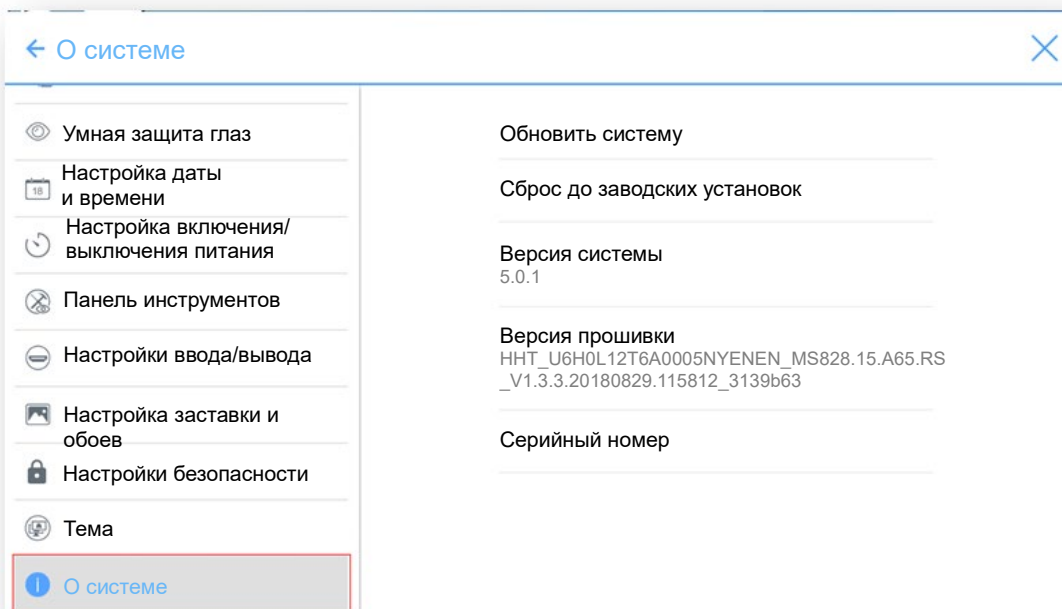 О системе
Умная защита глаз
18
Настройка даты
и времени
Настройка включения/
выключения питания
Панель инструментов
Настройки ввода/вывода
Настройка заставки и
обоев
Настройки безопасности
Тема
О системе
Обновить систему
Сброс до заводских установок
Версия системы
5.0.1
Версия прошивки
HHT_U6H0L12T6A0005NYENEN_MS828.15.A65.RS
_V1.3.3.20180829.115812_3139b63
Серийный номер